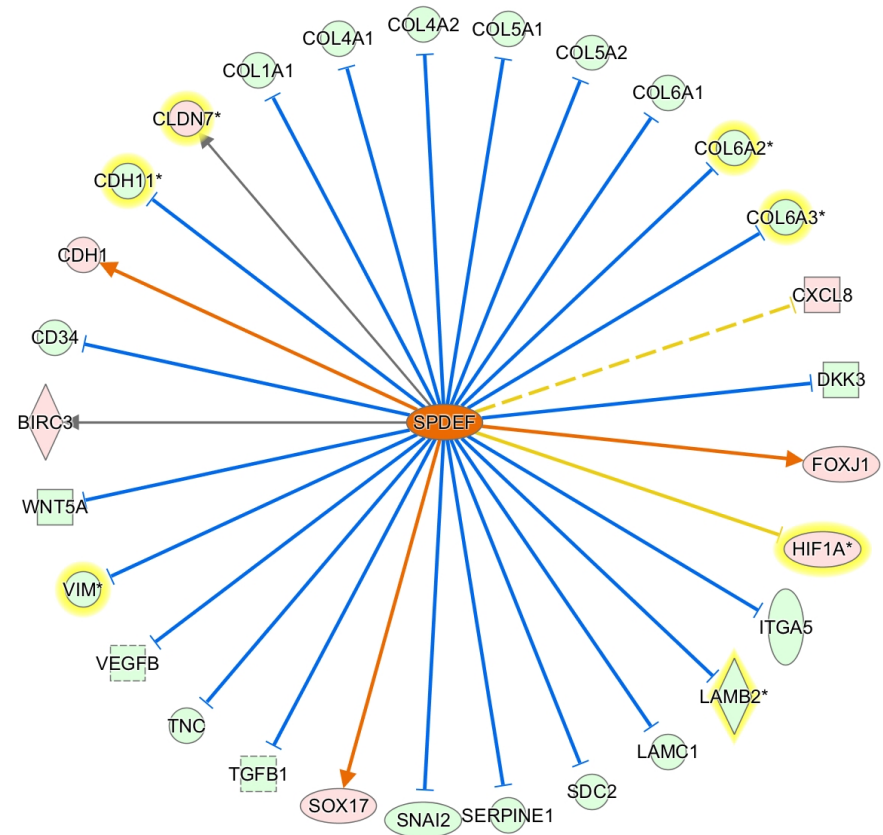 COL4A2
COL5A1
COL4A1
COL5A2
COL1A1
COL6A1
CLDN7*
COL6A2*
CDH11*
COL6A3*
CDH1
CXCL8
CD34
DKK3
BIRC3
SPDEF
FOXJ1
WNT5A
HIF1A*
VIM*
ITGA5
VEGFB
LAMB2*
TNC
LAMC1
TGFB1
SDC2
SOX17
SERPINE1
SNAI2